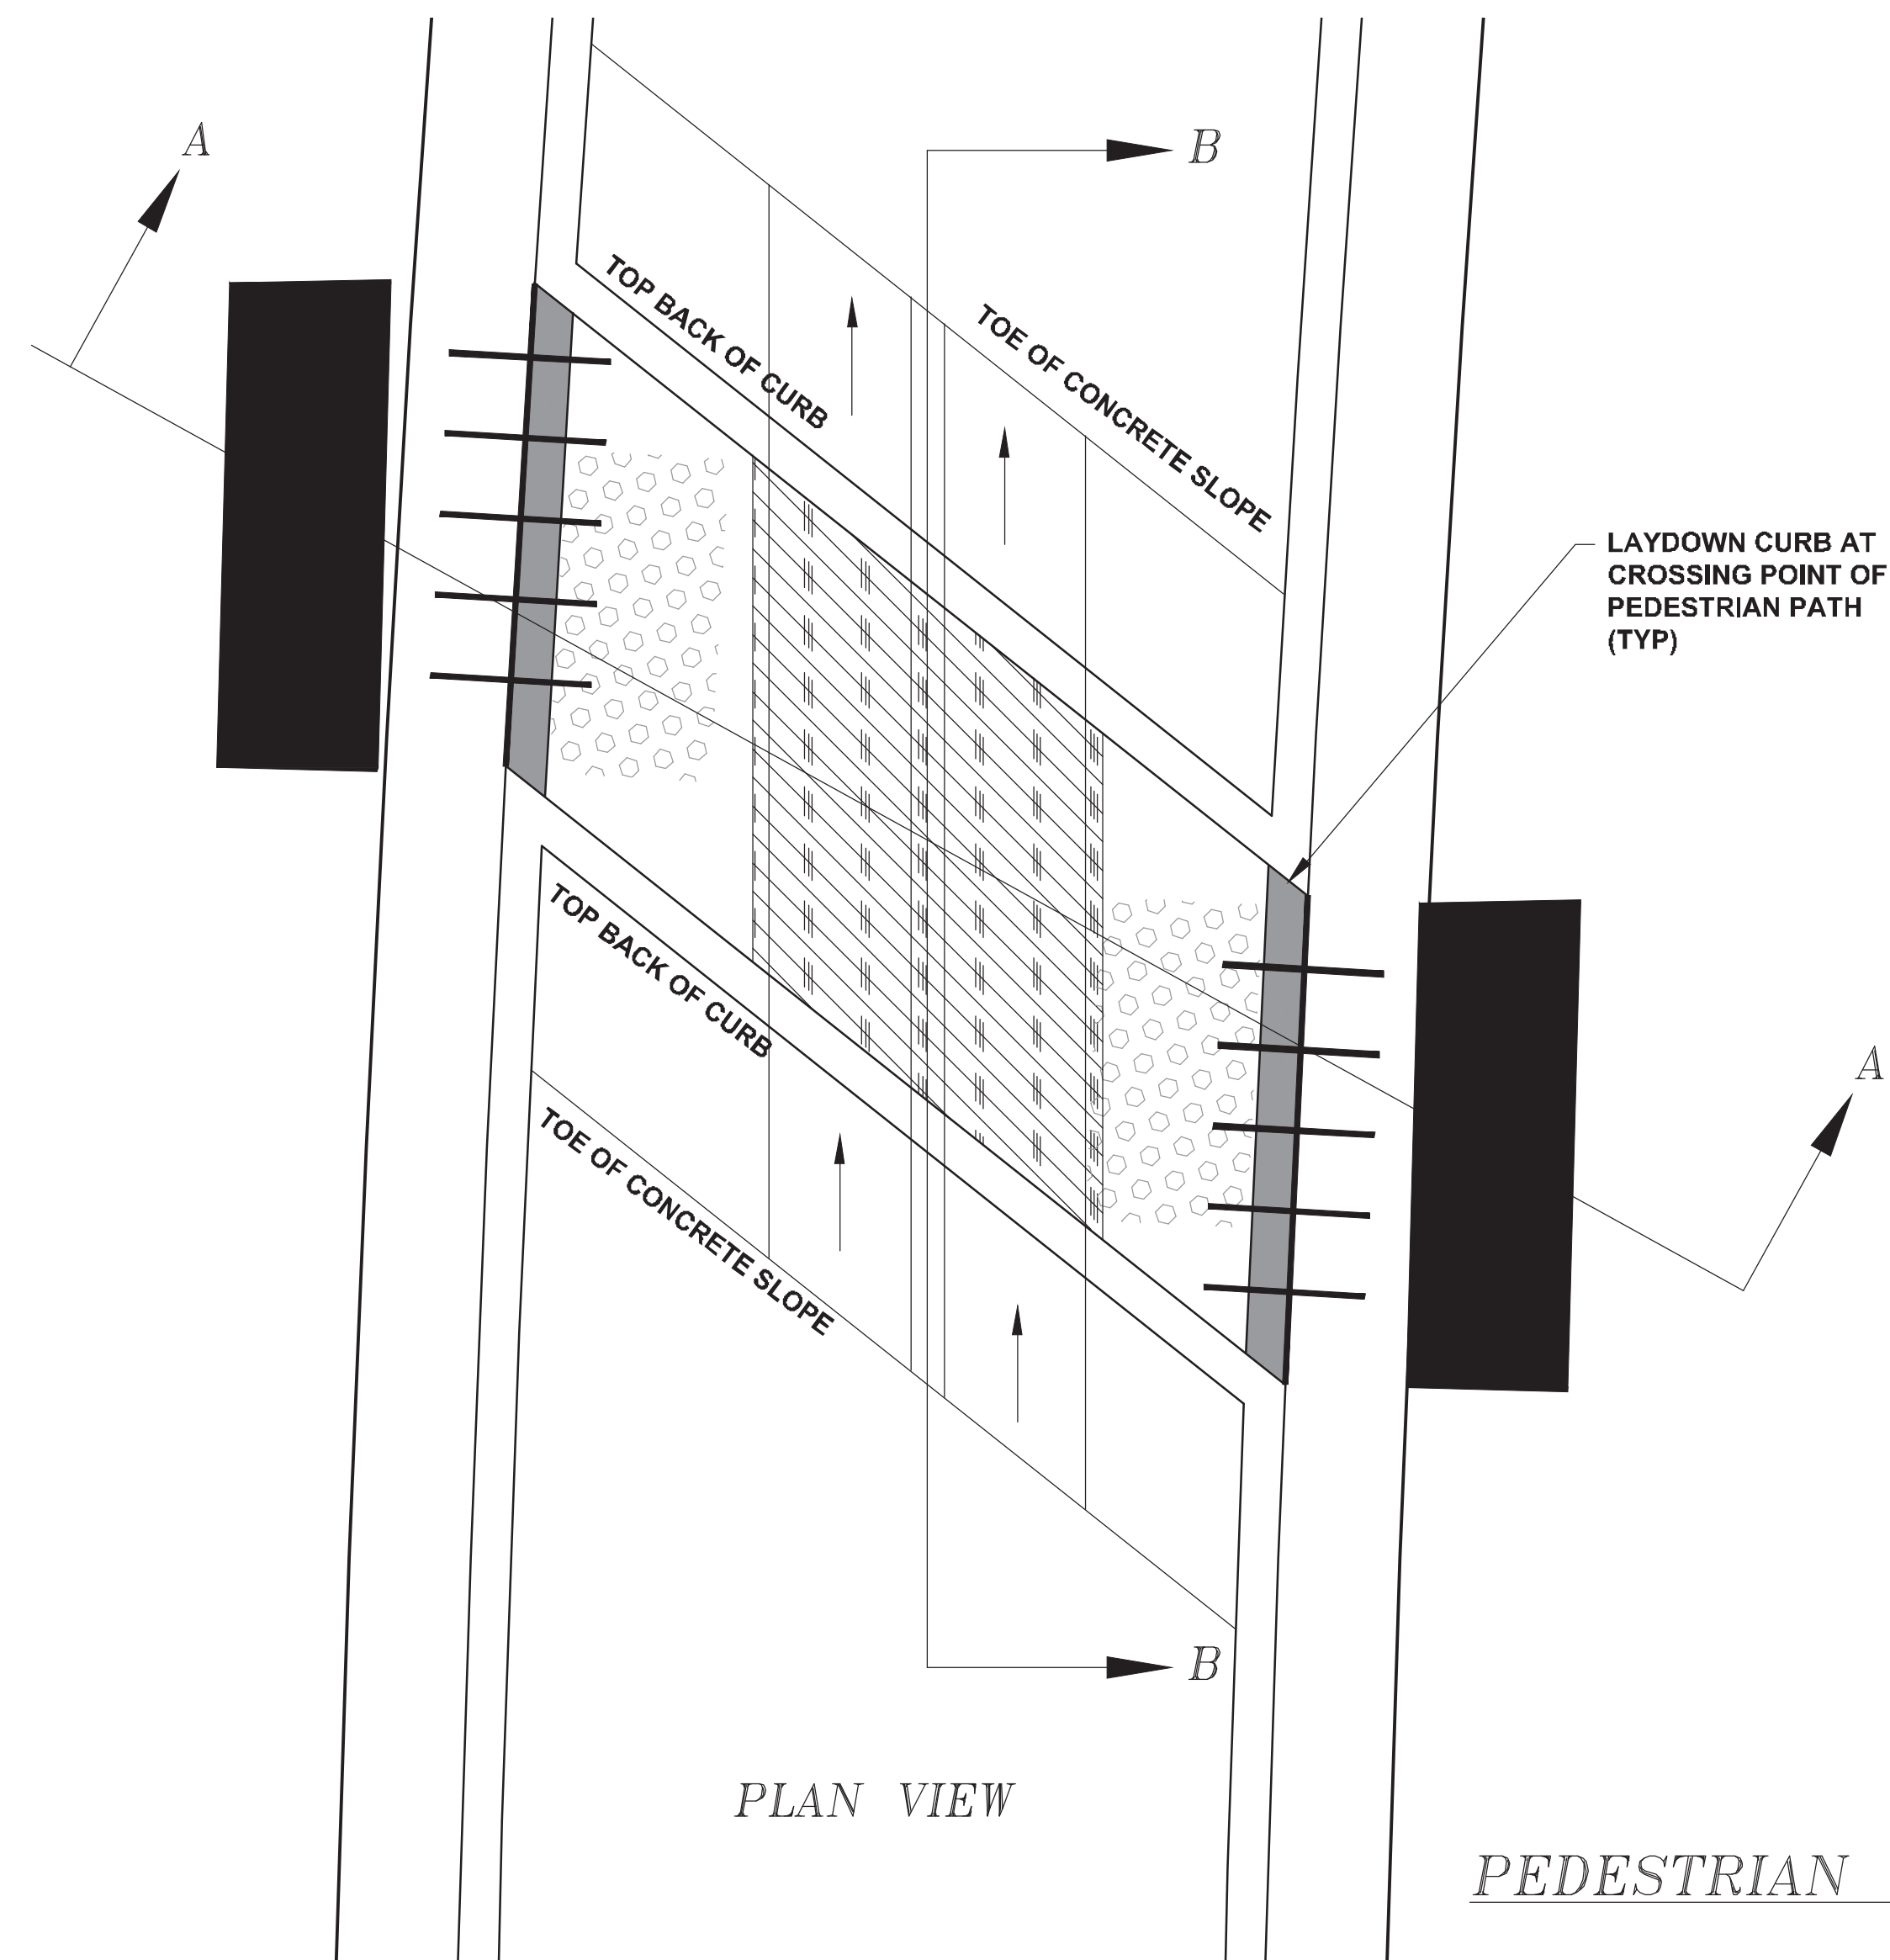 A
B
TOP BACK OF CURB
TOE OF CONCRETE SLOPE
LAYDOWN CURB AT
CROSSING POINT OF
PEDESTRIAN PATH
(TYP)
TOP BACK OF CURB
A
TOE OF CONCRETE SLOPE
B
PLAN VIEW
PEDESTRIAN